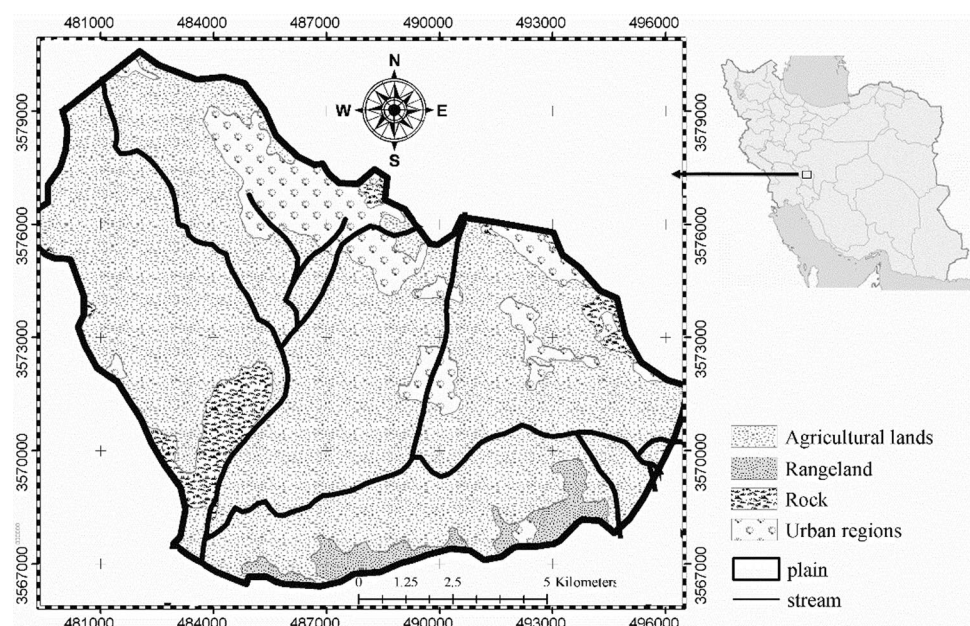 481000 484000 487000 490000 493000 496000
N
W E
S
3579000 3579000
3576000 3576000
3573000 3573000
3570000 3570000
3567000 3567000
Agricultural lands
Rangeland
Rock
Urban regions
plain
stream
0 1.25 2.5 5 Kilometers
481000 484000 487000 490000 493000 496000